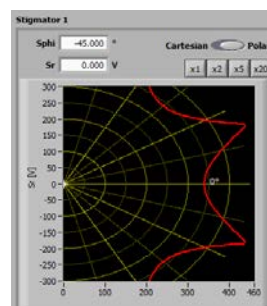 Stigmator 1
Sphi -45.000 °
Cartesian Pola
Sr 0.000 V
x1 x2 x5 x20
300
250
200
150
100
50
0
-50
-100
-150
-200
-250
-300
Sr [V]
0°
0 100 200 300 400 460